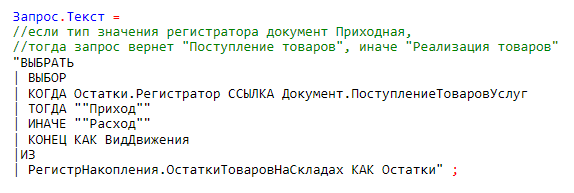 Запрос.Текст =
//если тип значения регистратора документ Приходная,
//тогда запрос вернет "Поступление товаров", иначе "Реализация товаров"
"ВЫБРАТЬ
| ВЫБОР
| КОГДА Остатки.Регистратор ССЫЛКА Документ.ПоступлениеТоваровУслуг
| ТОГДА ""Приход""
| ИНАЧЕ ""Расход""
| КОНЕЦ КАК ВидДвижения
|ИЗ
| РегистрНакопления.ОстаткиТоваровНаСкладах КАК Остатки" ;